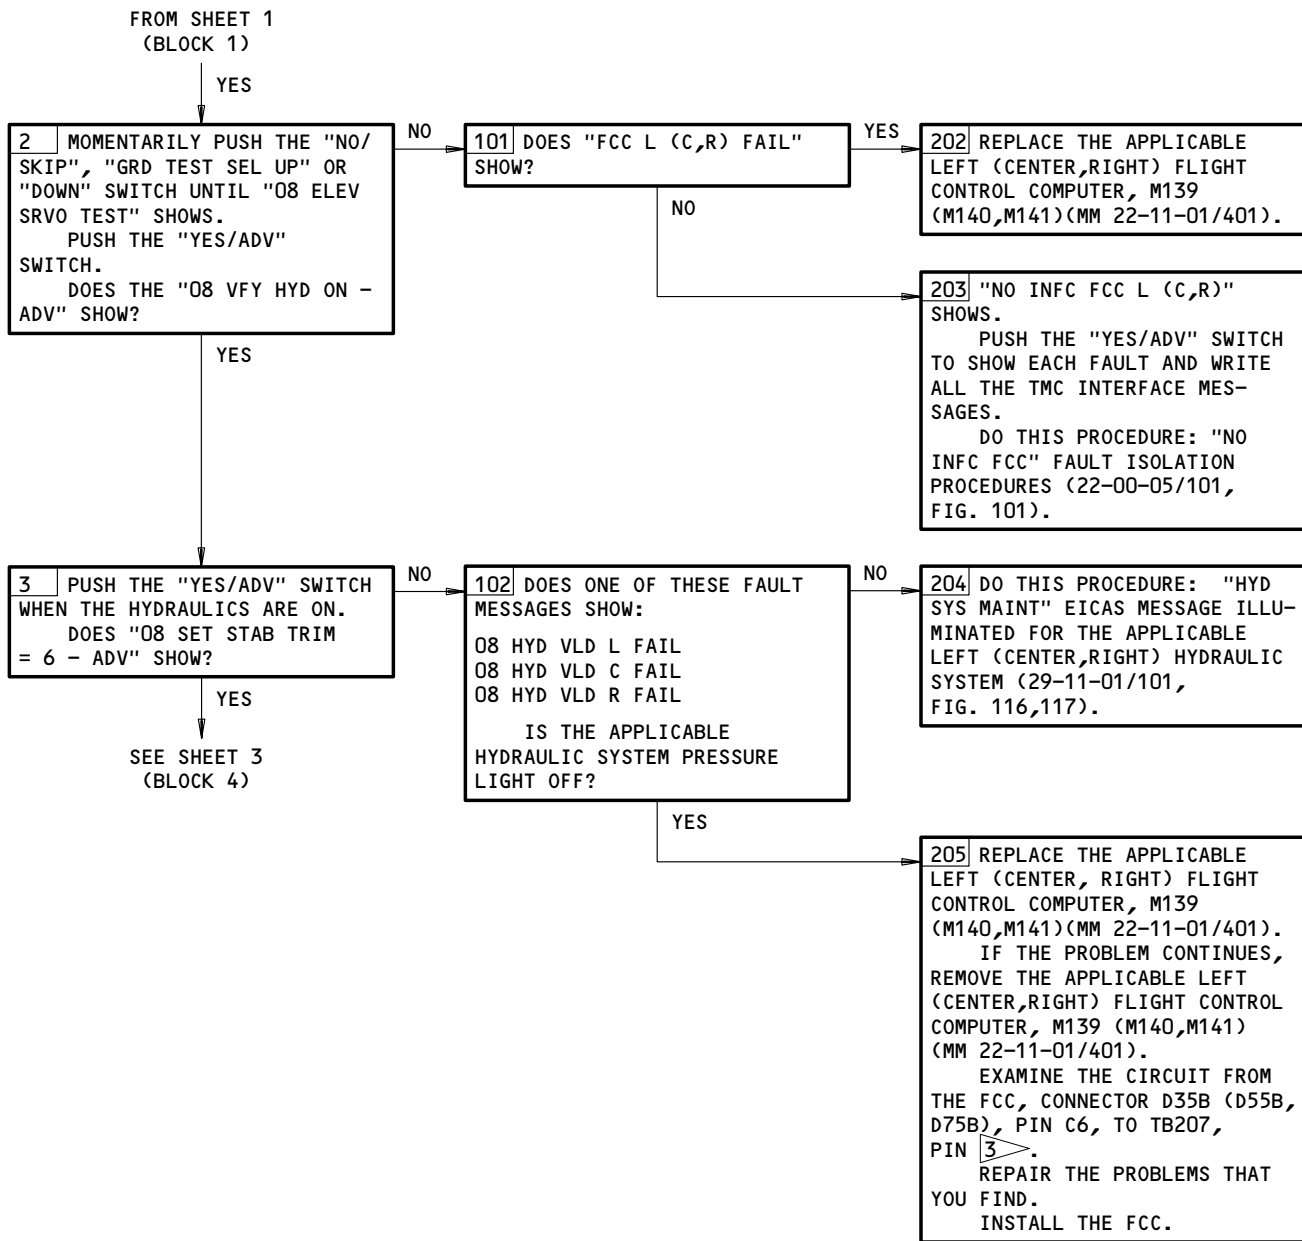 FROM SHEET 1
(BLOCK 1)
YES
2 MOMENTARILY PUSH THE "NO/
SKIP", "GRD TEST SEL UP" OR
"DOWN" SWITCH UNTIL "08 ELEV
SRVO TEST" SHOWS.
PUSH THE "YES/ADV"
SWITCH.
DOES THE "08 VFY HYD ON –
ADV" SHOW?
NO
101 DOES "FCC L (C,R) FAIL"
SHOW?
YES
202 REPLACE THE APPLICABLE
LEFT (CENTER,RIGHT) FLIGHT
CONTROL COMPUTER, M139
(M140,M141)(MM 22-11-01/401).
NO
203 "NO INFC FCC L (C,R)"
SHOWS.
PUSH THE "YES/ADV" SWITCH
TO SHOW EACH FAULT AND WRITE
ALL THE TMC INTERFACE MES-
SAGES.
DO THIS PROCEDURE: "NO
INFC FCC" FAULT ISOLATION
PROCEDURES (22-00-05/101,
FIG. 101).
YES
3 PUSH THE "YES/ADV" SWITCH
WHEN THE HYDRAULICS ARE ON.
DOES "08 SET STAB TRIM
= 6 – ADV" SHOW?
NO
102 DOES ONE OF THESE FAULT
MESSAGES SHOW:
08 HYD VLD L FAIL
08 HYD VLD C FAIL
08 HYD VLD R FAIL
IS THE APPLICABLE
HYDRAULIC SYSTEM PRESSURE
LIGHT OFF?
NO
204 DO THIS PROCEDURE: "HYD
SYS MAINT" EICAS MESSAGE ILLU-
MINATED FOR THE APPLICABLE
LEFT (CENTER,RIGHT) HYDRAULIC
SYSTEM (29-11-01/101,
FIG. 116,117).
YES
SEE SHEET 3
(BLOCK 4)
YES
205 REPLACE THE APPLICABLE
LEFT (CENTER, RIGHT) FLIGHT
CONTROL COMPUTER, M139
(M140,M141)(MM 22-11-01/401).
IF THE PROBLEM CONTINUES,
REMOVE THE APPLICABLE LEFT
(CENTER,RIGHT) FLIGHT CONTROL
COMPUTER, M139 (M140,M141)
(MM 22-11-01/401).
EXAMINE THE CIRCUIT FROM
THE FCC, CONNECTOR D35B (D55B,
D75B), PIN C6, TO TB207,
PIN 3.
REPAIR THE PROBLEMS THAT
YOU FIND.
INSTALL THE FCC.